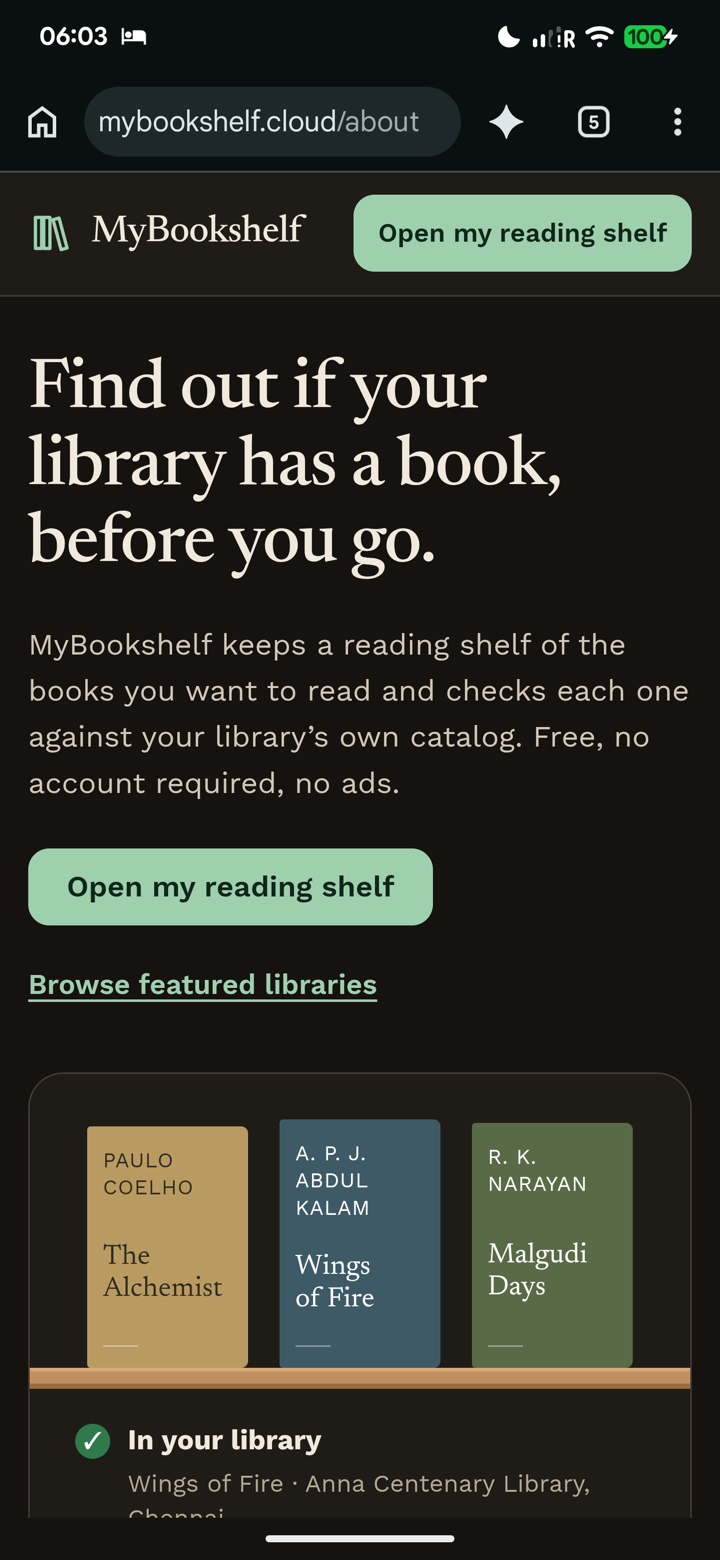 06:03
R
100
mybookshelf.cloud/about
5
MyBookshelf
Open my reading shelf
Find out if your
library has a book,
before you go.
MyBookshelf keeps a reading shelf of the
books you want to read and checks each one
against your library’s own catalog. Free, no
account required, no ads.
Open my reading shelf
Browse featured libraries
PAULO
COELHO
The
Alchemist
A. P. J.
ABDUL
KALAM
Wings
of Fire
R. K.
NARAYAN
Malgudi
Days
In your library
Wings of Fire · Anna Centenary Library,
Chennai